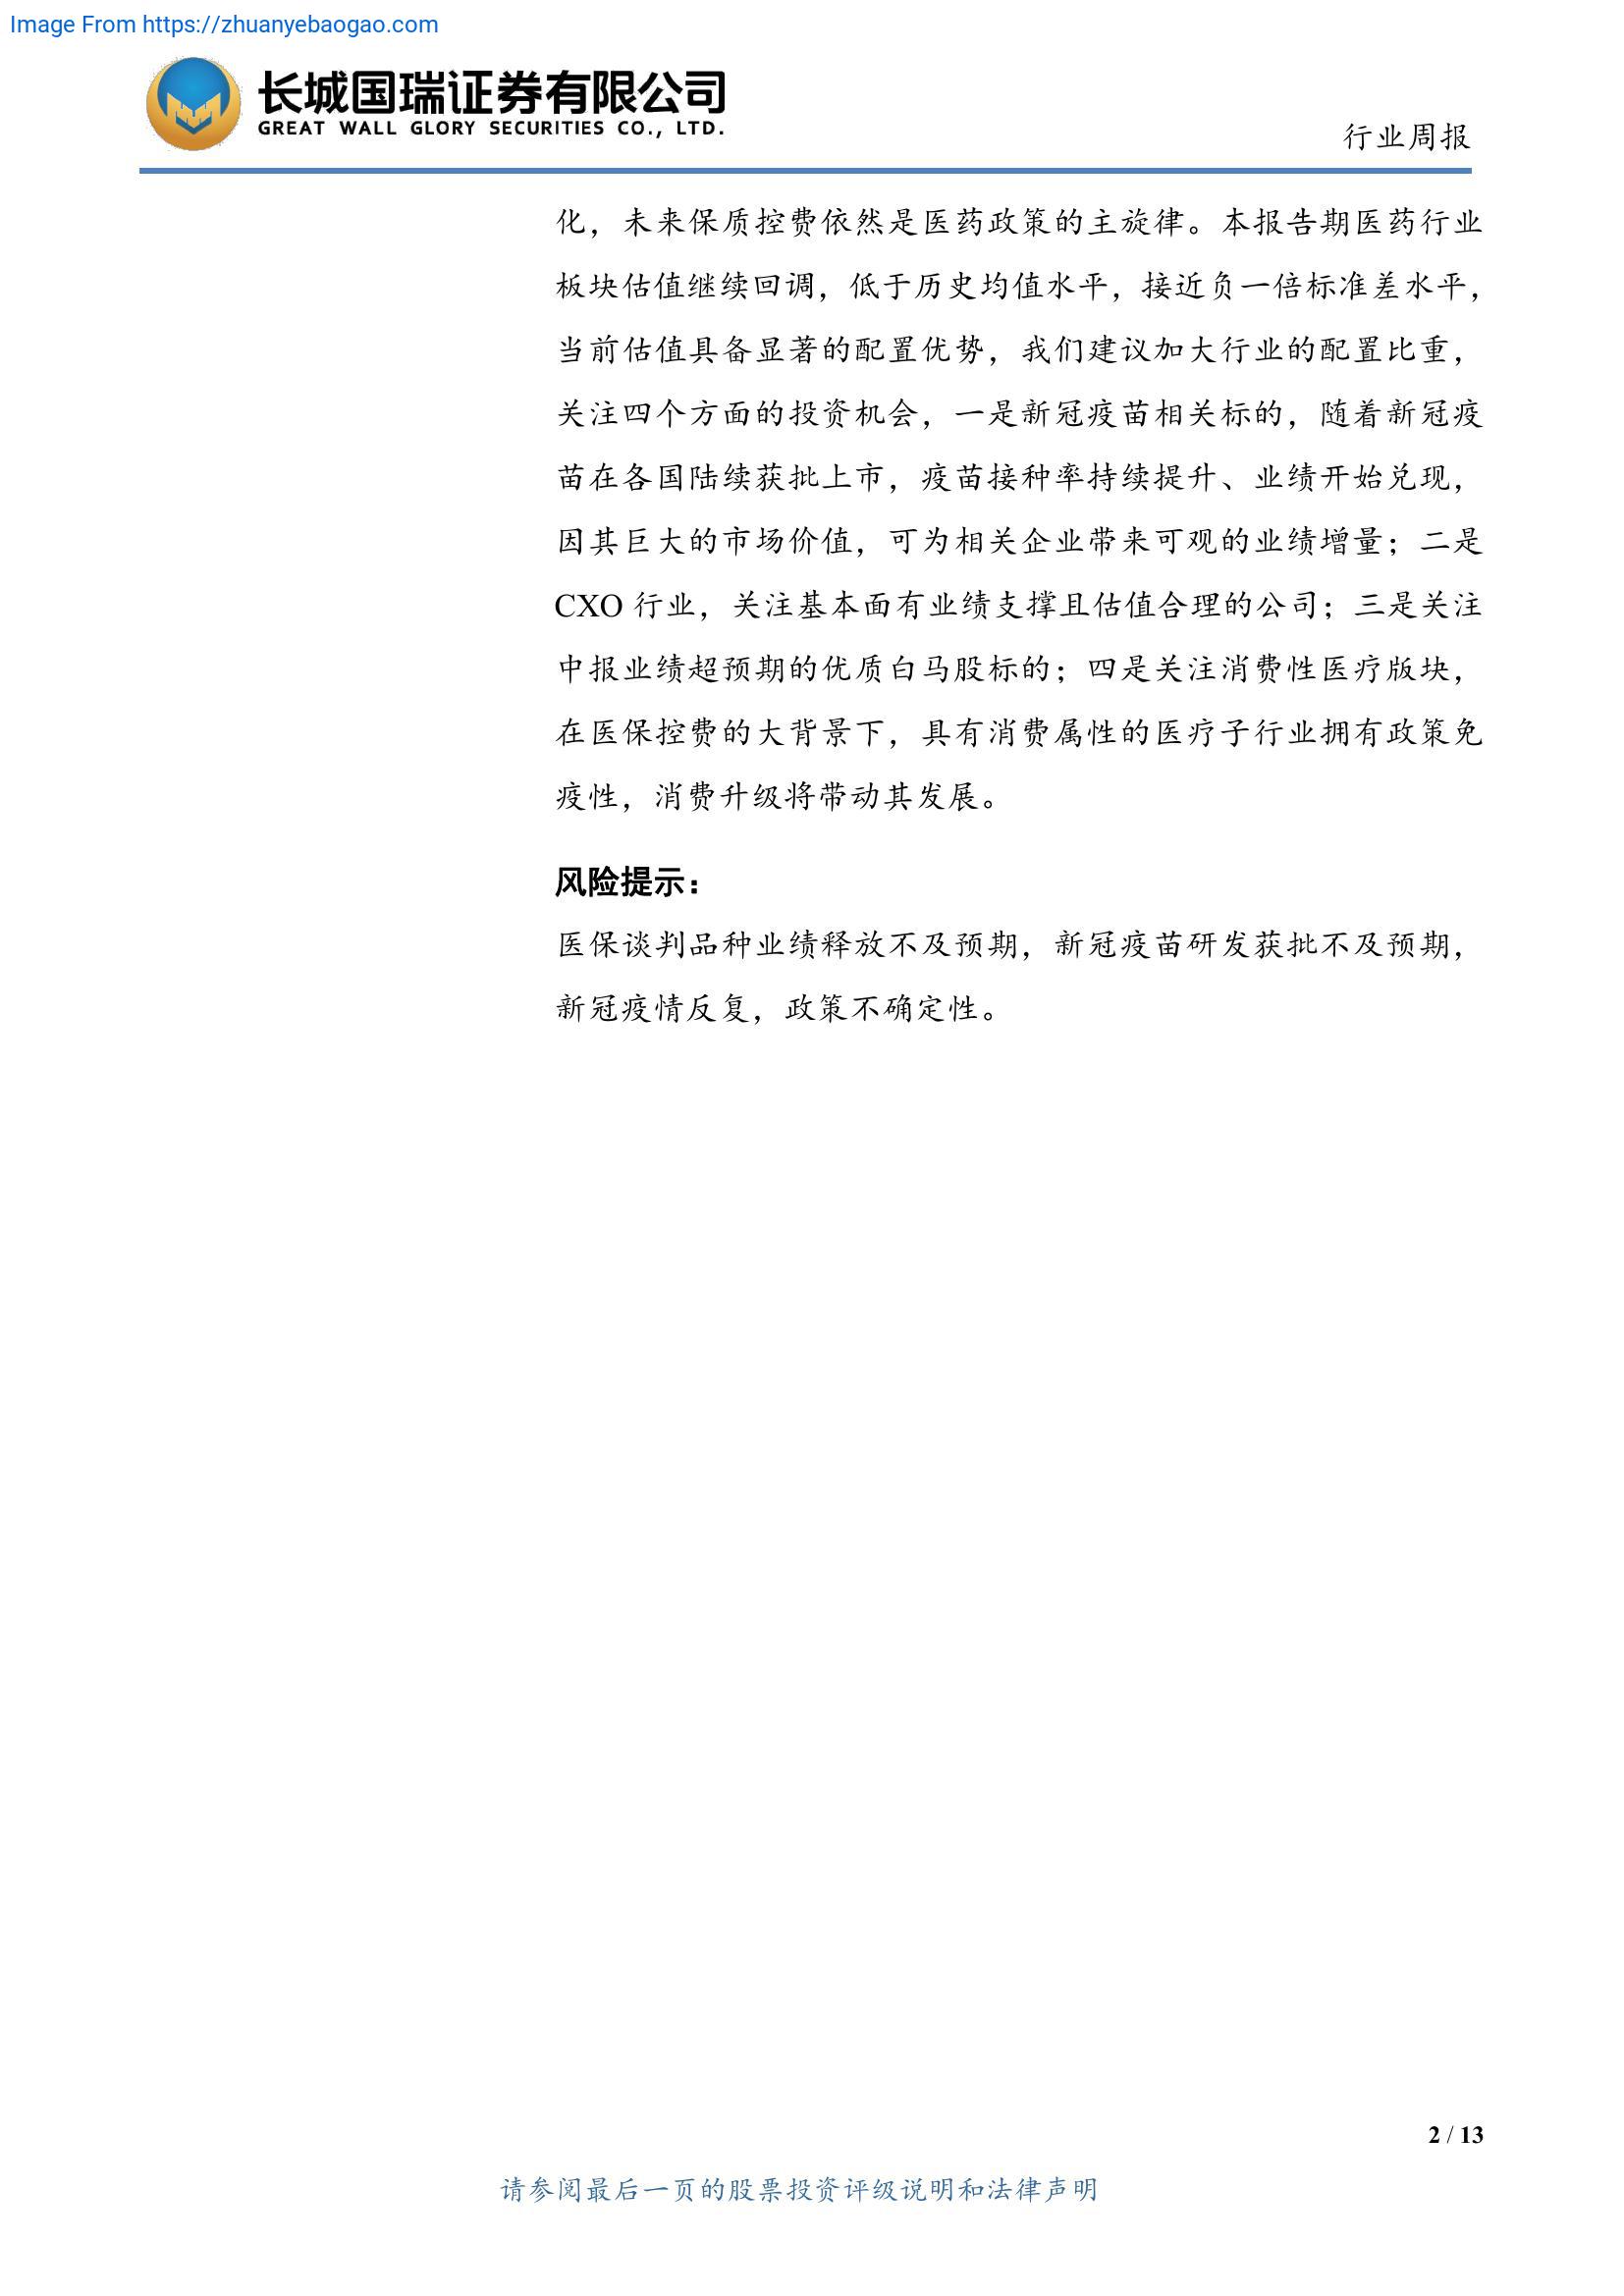 Image From https://zhuanyebaogao.com
长城国瑞证券有限公司
GREAT WALL GLORY SECURITIES CO., LTD.
行业周报
化，未来保质控费依然是医药政策的主旋律。本报告期医药行业
板块估值继续回调，低于历史均值水平，接近负一倍标准差水平，
当前估值具备显著的配置优势，我们建议加大行业的配置比重，
关注四个方面的投资机会，一是新冠疫苗相关标的，随着新冠疫
苗在各国陆续获批上市，疫苗接种率持续提升、业绩开始兑现，
因其巨大的市场价值，可为相关企业带来可观的业绩增量；二是
CXO 行业，关注基本面有业绩支撑且估值合理的公司；三是关注
中报业绩超预期的优质白马股标的；四是关注消费性医疗版块，
在医保控费的大背景下，具有消费属性的医疗子行业拥有政策免
疫性，消费升级将带动其发展。
风险提示：
医保谈判品种业绩释放不及预期，新冠疫苗研发获批不及预期，
新冠疫情反复，政策不确定性。
2 / 13
请参阅最后一页的股票投资评级说明和法律声明